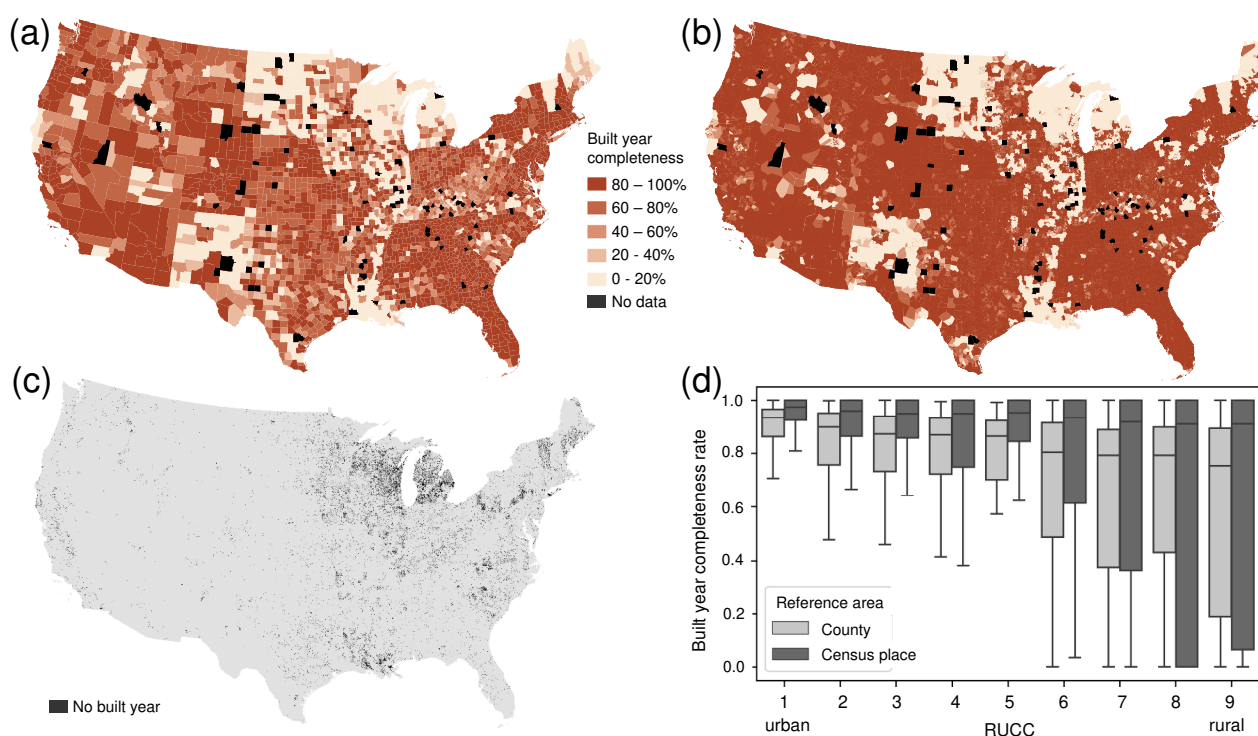 (a)
(b)
Built year
completeness
80 – 100%
60 – 80%
40 – 60%
20 - 40%
0 - 20%
No data
(c)
No built year
(d)
Built year completeness rate
1.0
0.8
0.6
0.4
0.2
0.0
Reference area
County
Census place
1 2 3 4 5 6 7 8 9
urban RUCC rural